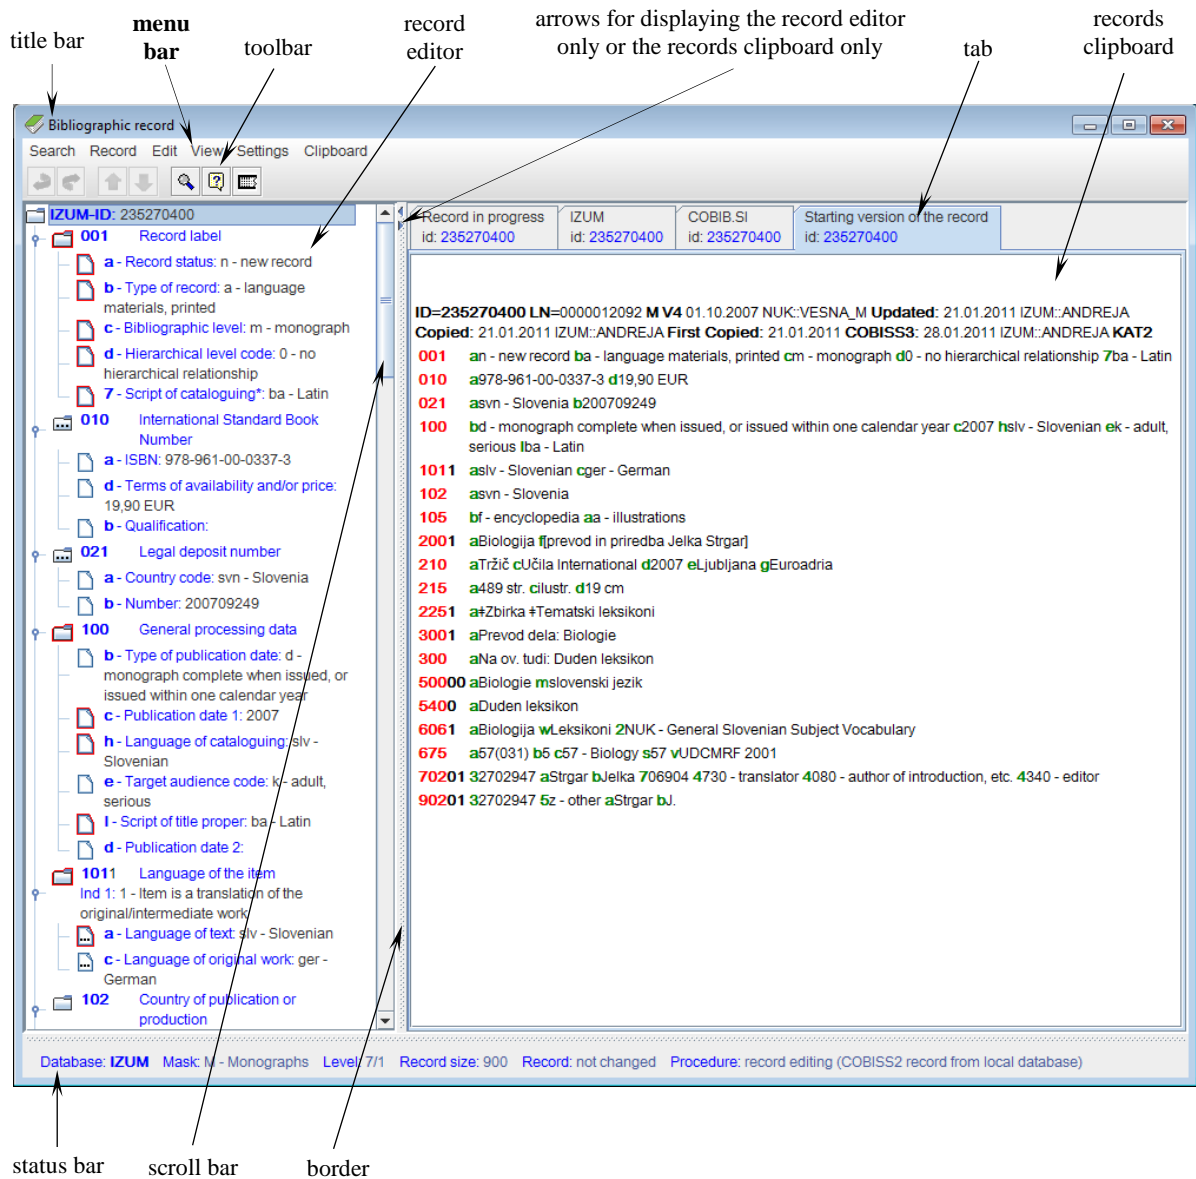 title bar
menu
bar
toolbar
record
editor
arrows for displaying the record editor
only or the records clipboard only
tab
records
clipboard
Bibliographic record
Search Record Edit View Settings Clipboard
IZUM-ID: 235270400
001 Record label
a - Record status: n - new record
b - Type of record: a - language
materials, printed
c - Bibliographic level: m - monograph
d - Hierarchical level code: 0 - no
hierarchical relationship
7 - Script of cataloguing*: ba - Latin
010 International Standard Book
Number
a - ISBN: 978-961-00-0337-3
d - Terms of availability and/or price:
19,90 EUR
b - Qualification:
021 Legal deposit number
a - Country code: svn - Slovenia
b - Number: 200709249
100 General processing data
b - Type of publication date: d -
monograph complete when issued, or
issued within one calendar year
c - Publication date 1: 2007
h - Language of cataloguing: slv -
Slovenian
e - Target audience code: k - adult,
serious
l - Script of title proper: ba - Latin
d - Publication date 2:
1011 Language of the item
Ind 1: 1 - Item is a translation of the
original/intermediate work
a - Language of text: slv - Slovenian
c - Language of original work: ger -
German
102 Country of publication or
production
Record in progress
id: 235270400
IZUM
id: 235270400
COBIB.SI
id: 235270400
Starting version of the record
id: 235270400
ID=235270400 LN=0000012092 M V4 01.10.2007 NUK::VESNA_M Updated: 21.01.2011 IZUM::ANDREJA
Copied: 21.01.2011 IZUM::ANDREJA First Copied: 21.01.2011 COBISS3: 28.01.2011 IZUM::ANDREJA KAT2
001 an - new record ba - language materials, printed cm - monograph d0 - no hierarchical relationship 7ba - Latin
010 a978-961-00-0337-3 d19,90 EUR
021 asvn - Slovenia b200709249
100 bd - monograph complete when issued, or issued within one calendar year c2007 hslv - Slovenian ek - adult,
serious lba - Latin
1011 aslv - Slovenian cger - German
102 asvn - Slovenia
105 bf - encyclopedia aa - illustrations
2001 aBiologija f[prevod in priredba Jelka Strgar]
210 aTržič cUčila International d2007 eLjubljana gEuroadria
215 a489 str. cilustr. d19 cm
2251 a‡Zbirka ‡Tematski leksikoni
3001 aPrevod dela: Biologie
300 aNa ov. tudi: Duden leksikon
50000 aBiologie mslovenski jezik
5400 aDuden leksikon
6061 aBiologija wLeksikoni 2NUK - General Slovenian Subject Vocabulary
675 a57(031) b5 c57 - Biology s57 vUDCMRF 2001
70201 32702947 aStrgar bJelka 706904 4730 - translator 4080 - author of introduction, etc. 4340 - editor
90201 32702947 5z - other aStrgar bJ.
Database: IZUM Mask: M - Monographs Level: 7/1 Record size: 900 Record: not changed Procedure: record editing (COBISS2 record from local database)
status bar
scroll bar
border